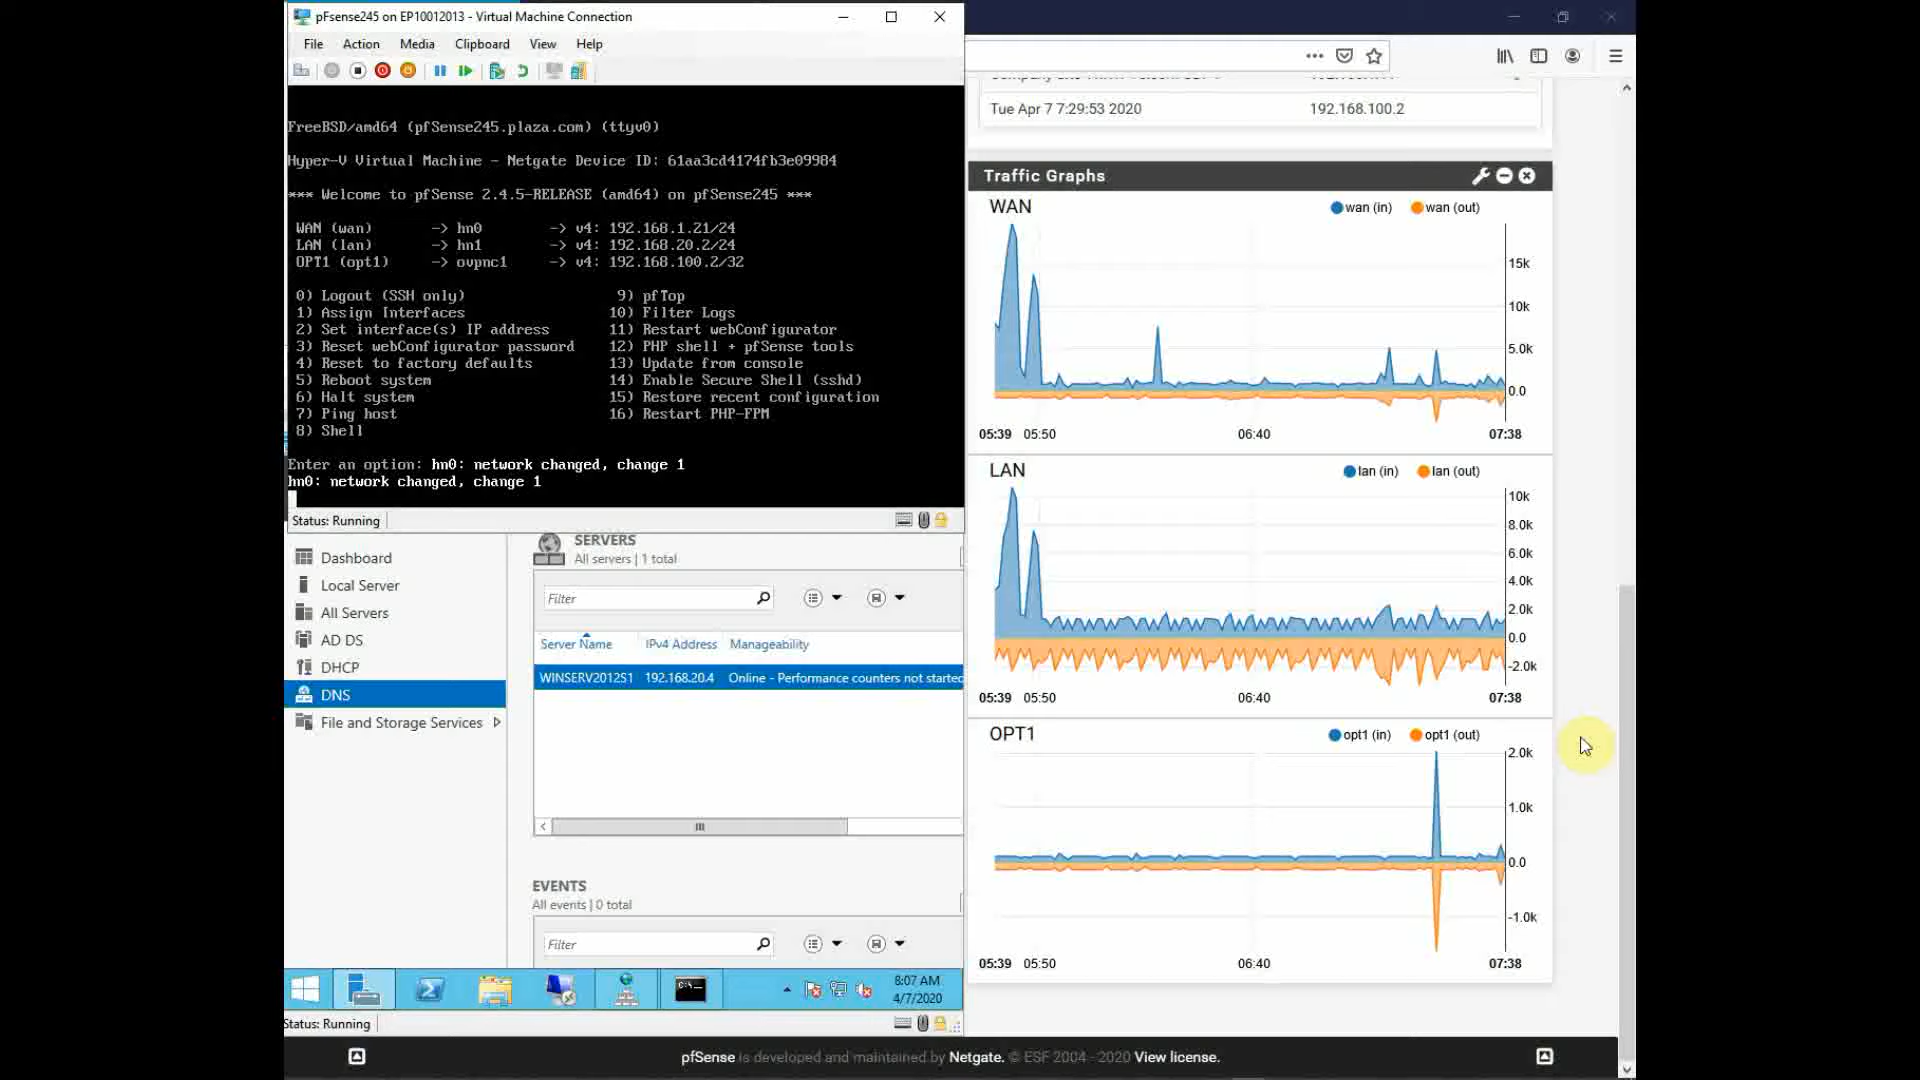 pFsense245 on EP10012013 - Virtual Machine Connection
File Action Media Clipboard View Help
FreeBSD/amd64 (pfSense245.plaza.com) (ttyv0)
Hyper-V Virtual Machine - Netgate Device ID: 61aa3cd4174fb3e09984
*** Welcome to pfSense 2.4.5-RELEASE (amd64) on pfSense245 ***
WAN (wan) -> hn0 -> v4: 192.168.1.21/24
LAN (lan) -> hn1 -> v4: 192.168.20.2/24
OPT1 (opt1) -> ovpnc1 -> v4: 192.168.100.2/32
0) Logout (SSH only) 9) pfTop
1) Assign Interfaces 10) Filter Logs
2) Set interface(s) IP address 11) Restart webConfigurator
3) Reset webConfigurator password 12) PHP shell + pfSense tools
4) Reset to factory defaults 13) Update from console
5) Reboot system 14) Enable Secure Shell (sshd)
6) Halt system 15) Restore recent configuration
7) Ping host 16) Restart PHP-FPM
8) Shell
Enter an option: hn0: network changed, change 1
hn0: network changed, change 1
Status: Running
Dashboard
Local Server
All Servers
AD DS
DHCP
DNS
File and Storage Services
SERVERS
All servers | 1 total
Filter
Server Name IPv4 Address Manageability
WINSERV2012S1 192.168.20.4 Online - Performance counters not started
EVENTS
All events | 0 total
Filter
8:07 AM
4/7/2020
Status: Running
Tue Apr 7 7:29:53 2020 192.168.100.2
Traffic Graphs
WAN wan (in) wan (out)
15k
10k
5.0k
0.0
05:39 05:50 06:40 07:38
LAN lan (in) lan (out)
10k
8.0k
6.0k
4.0k
2.0k
0.0
-2.0k
05:39 05:50 06:40 07:38
OPT1 opt1 (in) opt1 (out)
2.0k
1.0k
0.0
-1.0k
05:39 05:50 06:40 07:38
pfSense is developed and maintained by Netgate. © ESF 2004 - 2020 View license.